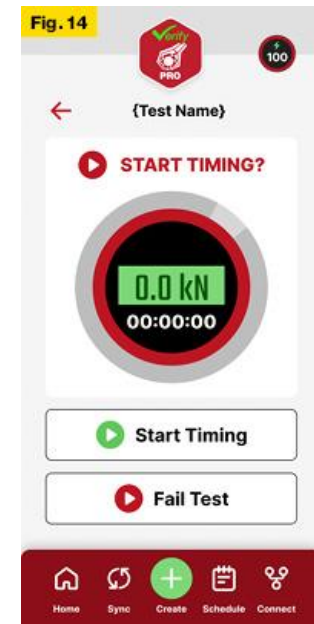 Fig. 14
Verify
PRO
100
{Test Name}
START TIMING?
0.0 kN
00:00:00
Start Timing
Fail Test
Home Sync Create Schedule Connect